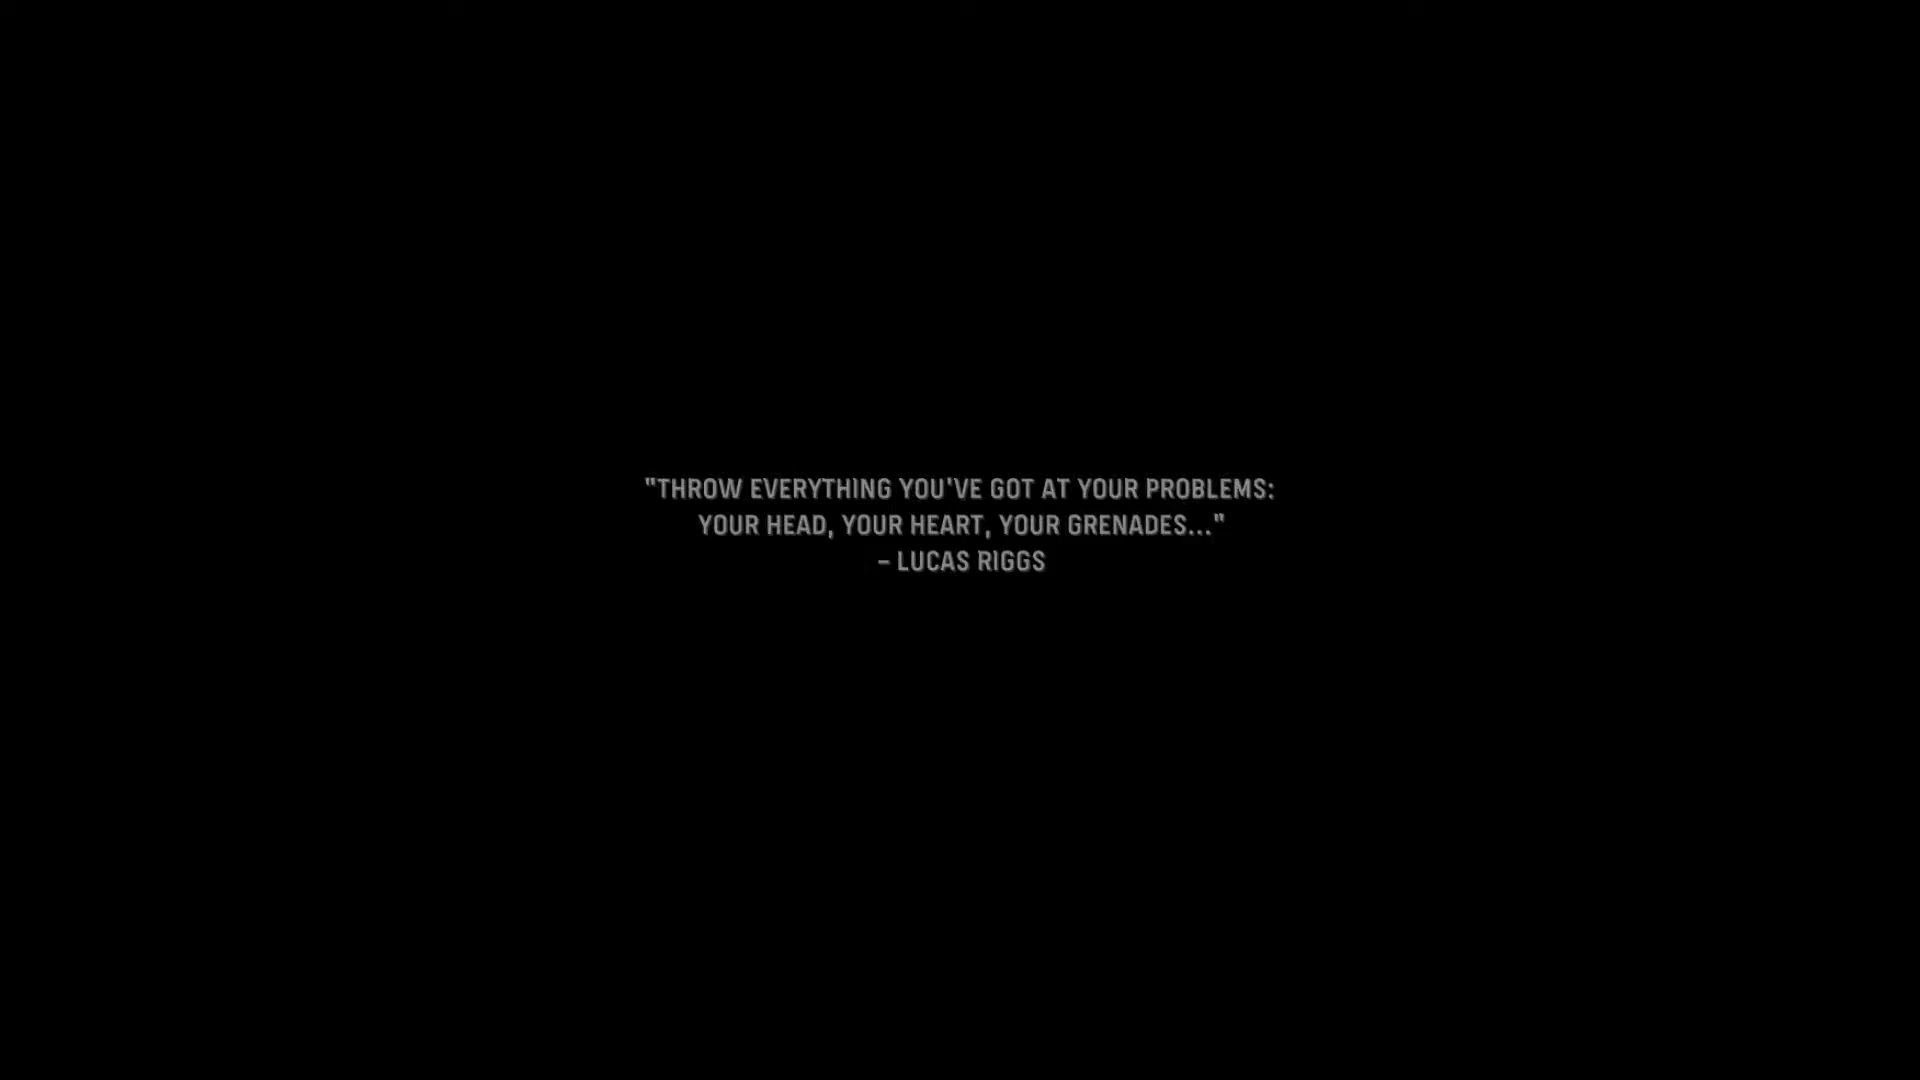 "THROW EVERYTHING YOU'VE GOT AT YOUR PROBLEMS:
YOUR HEAD, YOUR HEART, YOUR GRENADES..."
– LUCAS RIGGS